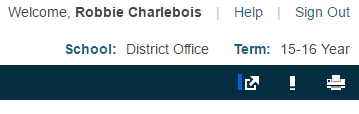 Welcome, Robbie Charlebois | Help | Sign Out
School: District Office Term: 15-16 Year